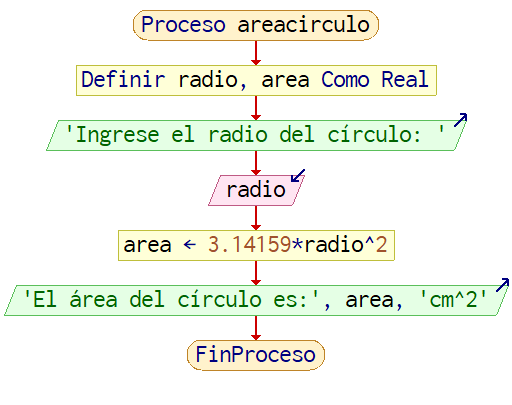 Proceso areacirculo
Definir radio, area Como Real
'Ingrese el radio del círculo: '
radio
area ← 3.14159*radio^2
'El área del círculo es:', area, 'cm^2'
FinProceso